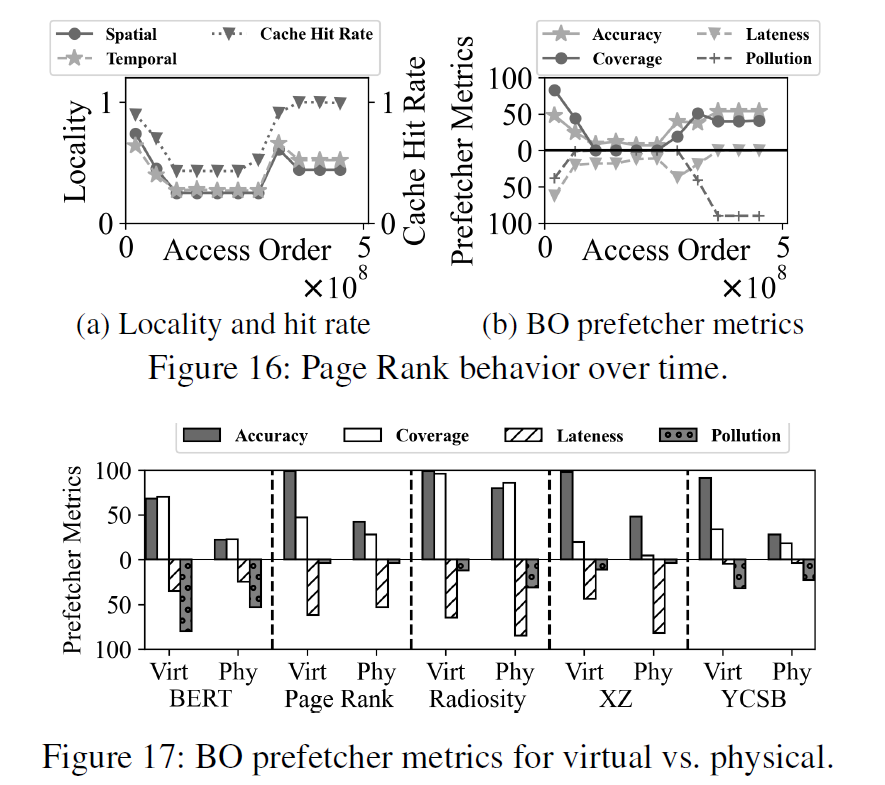 Spatial
Cache Hit Rate
Temporal
Locality
1
0
1
0
Cache Hit Rate
0
5
Access Order
×10⁸
(a) Locality and hit rate
Accuracy
Lateness
Coverage
Pollution
Prefetcher Metrics
100
50
0
50
100
0
5
Access Order
×10⁸
(b) BO prefetcher metrics
Figure 16: Page Rank behavior over time.
Accuracy
Coverage
Lateness
Pollution
Prefetcher Metrics
100
50
0
50
100
Virt Phy Virt Phy Virt Phy Virt Phy Virt Phy
BERT Page Rank Radiosity XZ YCSB
Figure 17: BO prefetcher metrics for virtual vs. physical.